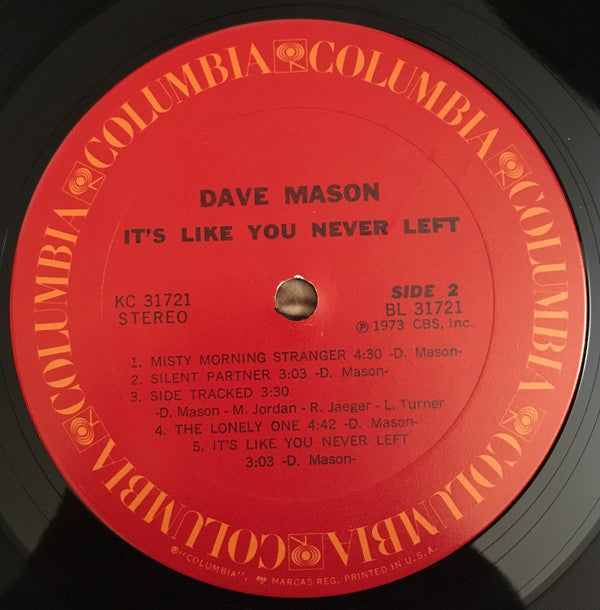 COLUMBIA COLUMBIA COLUMBIA COLUMBIA COLUMBIA COLUMBIA
DAVE MASON
IT'S LIKE YOU NEVER LEFT
KC 31721
STEREO
SIDE 2
BL 31721
Ⓟ 1973 CBS, Inc.
1. MISTY MORNING STRANGER 4:30 -D. Mason-
2. SILENT PARTNER 3:03 -D. Mason-
3. SIDE TRACKED 3:30
-D. Mason - M. Jordan - R. Jaeger - L. Turner
4. THE LONELY ONE 4:42 -D. Mason-
5. IT'S LIKE YOU NEVER LEFT
3:03 -D. Mason-
®"COLUMBIA", MARCAS REG. PRINTED IN U.S.A.